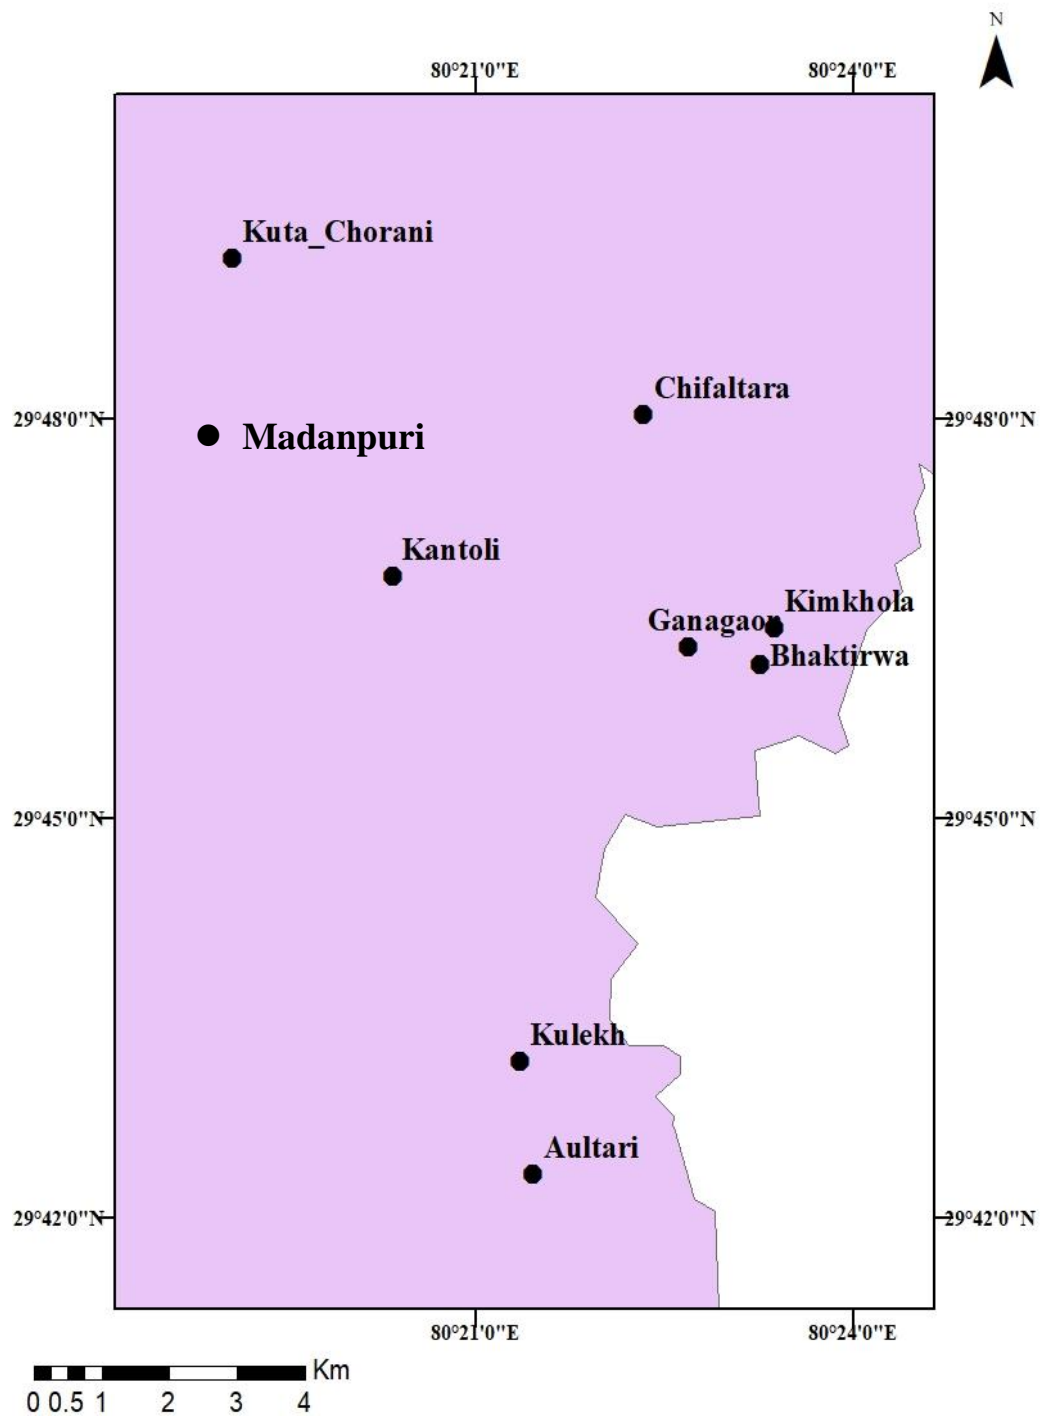 N
80°21'0"E 80°24'0"E
Kuta_Chorani
Chifaltara
29°48'0"N 29°48'0"N
Madanpuri
Kantoli
Kimkhola
Ganagaon
Bhaktirwa
29°45'0"N 29°45'0"N
Kulekh
Aultari
29°42'0"N 29°42'0"N
80°21'0"E 80°24'0"E
Km
0 0.5 1 2 3 4